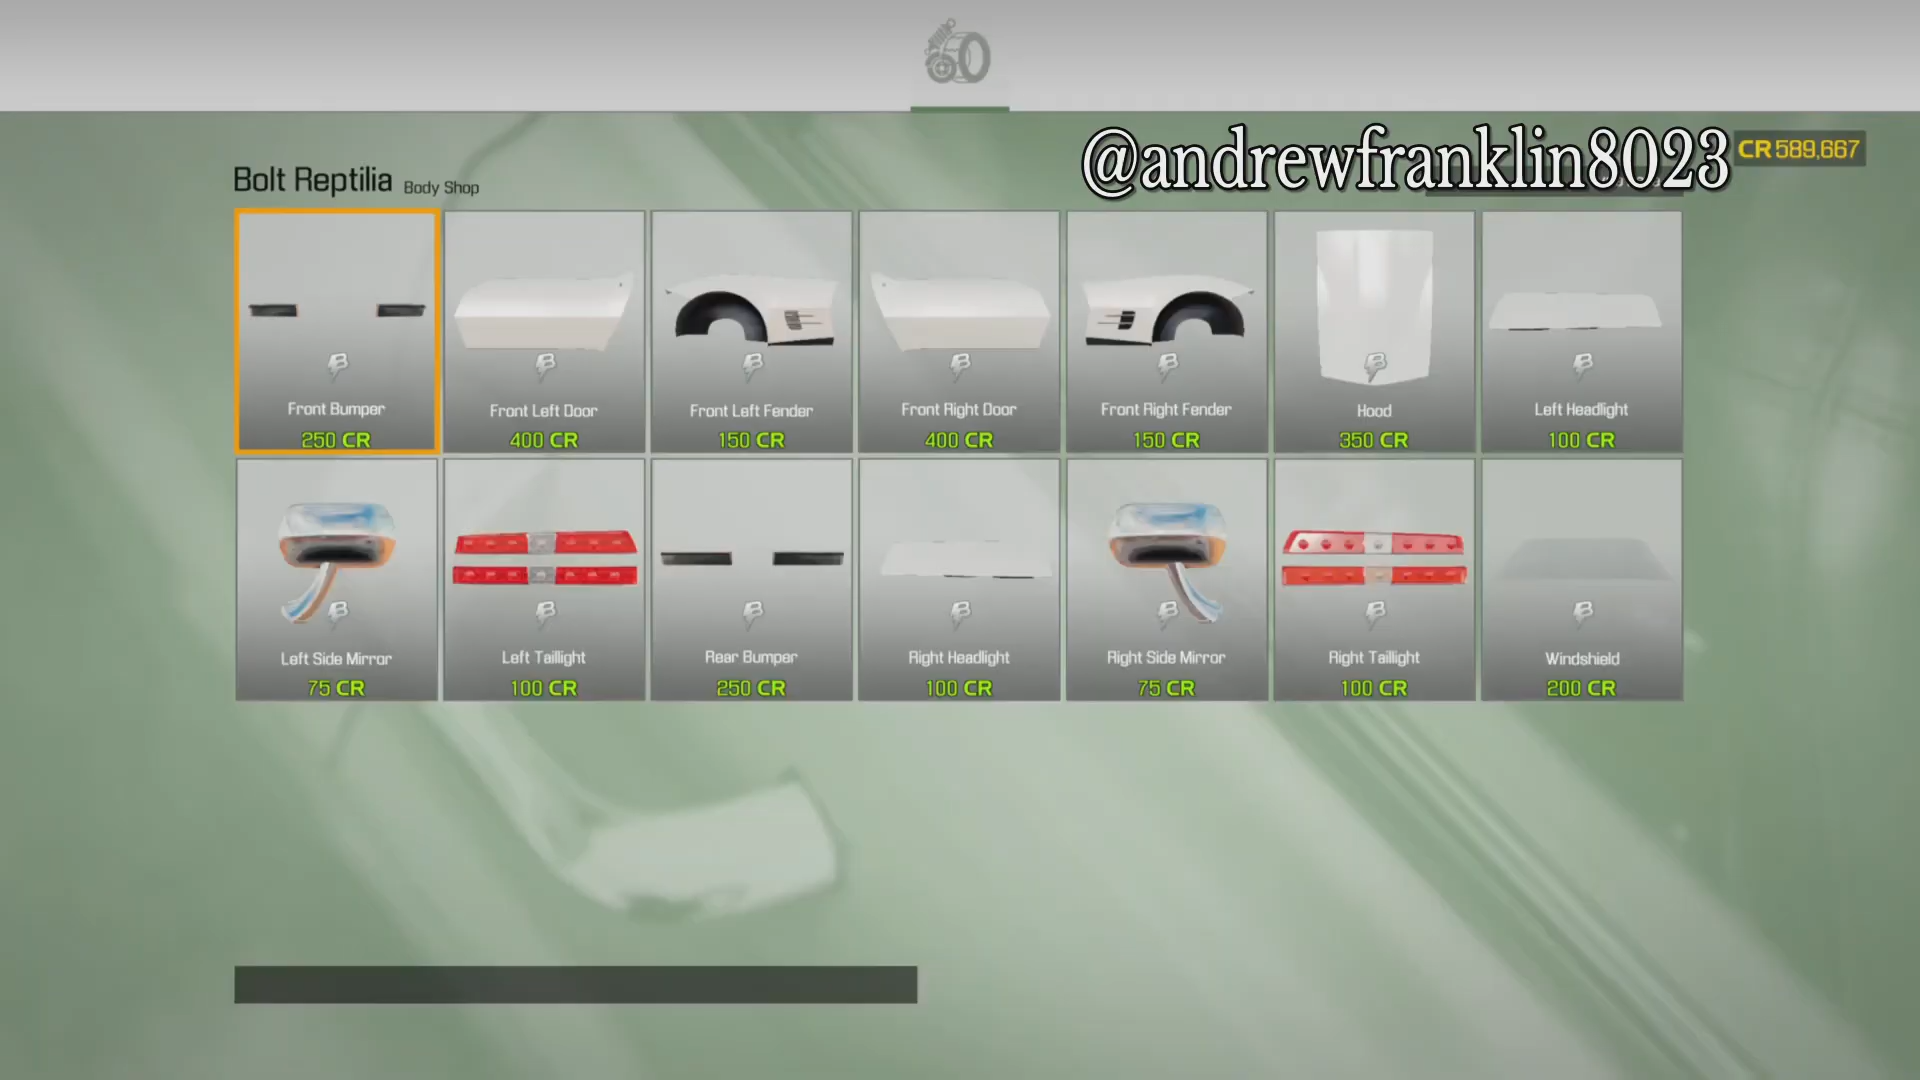 @andrewfranklin8023
CR 589,667
Bolt Reptilia Body Shop
Front Bumper
250 CR
Front Left Door
400 CR
Front Left Fender
150 CR
Front Right Door
400 CR
Front Right Fender
150 CR
Hood
350 CR
Left Headlight
100 CR
Left Side Mirror
75 CR
Left Taillight
100 CR
Rear Bumper
250 CR
Right Headlight
100 CR
Right Side Mirror
75 CR
Right Taillight
100 CR
Windshield
200 CR